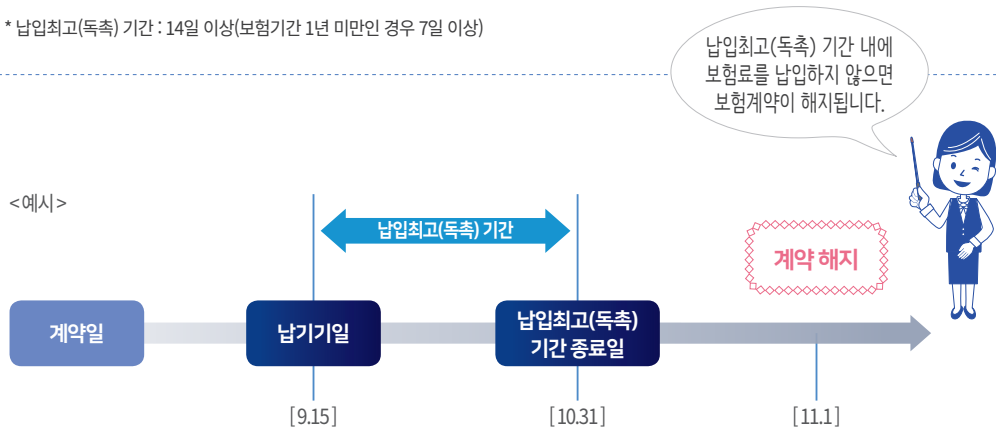 * 납입최고(독촉) 기간 : 14일 이상(보험기간 1년 미만인 경우 7일 이상)
납입최고(독촉) 기간 내에
보험료를 납입하지 않으면
보험계약이 해지됩니다.
<예시>
납입최고(독촉) 기간
계약 해지
계약일
납기기일
납입최고(독촉)
기간 종료일
[9.15]
[10.31]
[11.1]